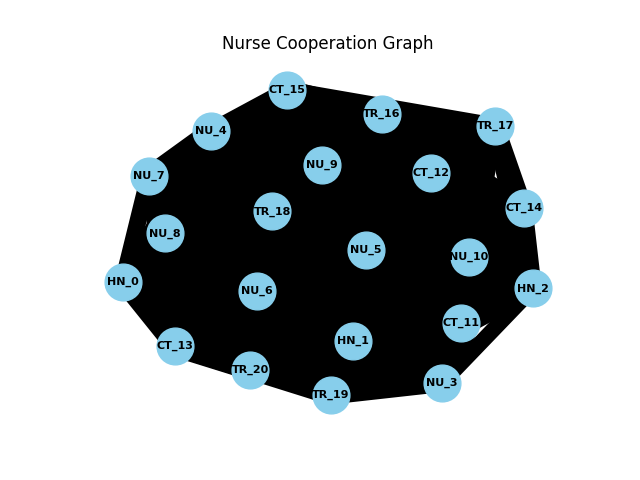 Nurse Cooperation Graph
CT_15
TR_16
TR_17
NU_4
NU_9
CT_12
NU_7
CT_14
TR_18
NU_8
NU_5
NU_10
HN_0
HN_2
NU_6
CT_11
HN_1
CT_13
TR_20
NU_3
TR_19